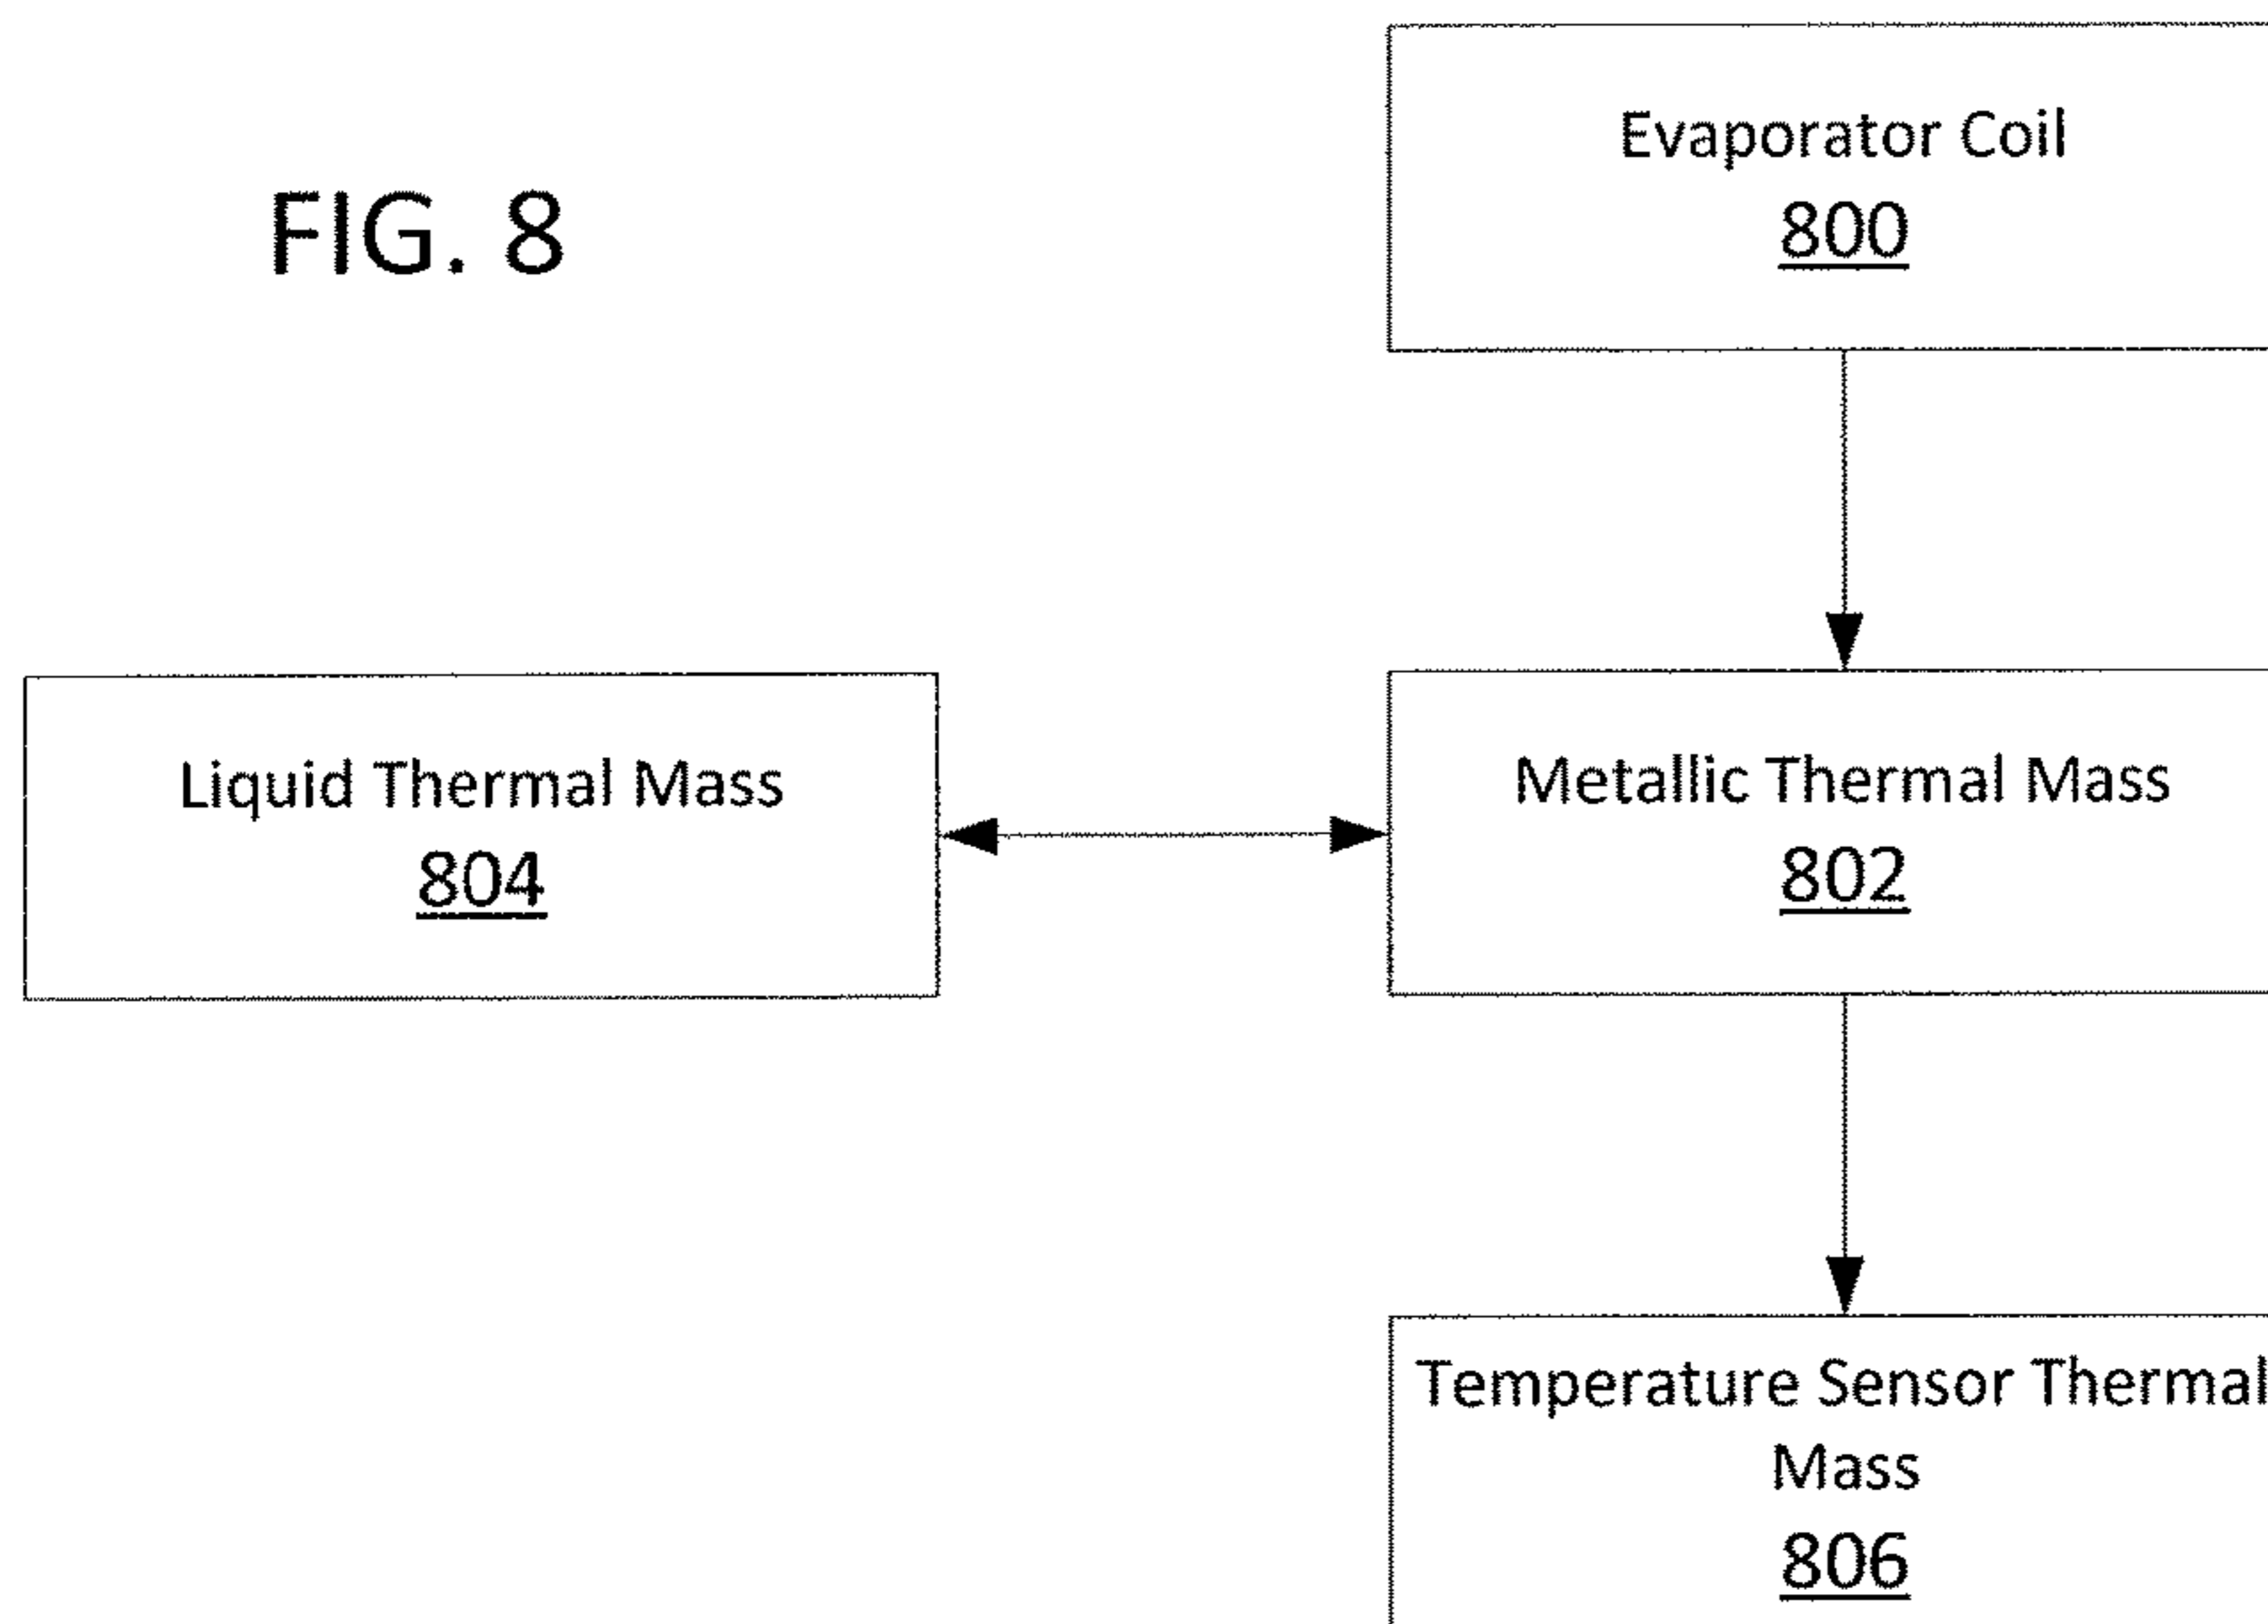 FIG. 8
Evaporator Coil
800
Liquid Thermal Mass
804
Metallic Thermal Mass
802
Temperature Sensor Thermal
Mass
806